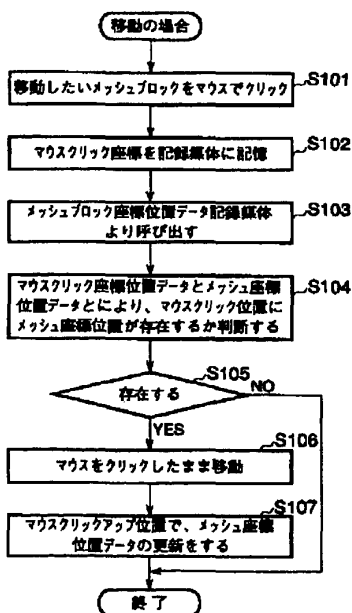 移動の場合
S101
移動したいメッシュブロックをマウスでクリック
S102
マウスクリック座標を記録媒体に記憶
S103
メッシュブロック座標位置データ記録媒体
より呼び出す
S104
マウスクリック座標位置データとメッシュ座標
位置データとにより、マウスクリック位置に
メッシュ座標位置が存在するか判断する
S105
存在する
NO
YES
S106
マウスをクリックしたまま移動
S107
マウスクリックアップ位置で、メッシュ座標
位置データの更新をする
終了